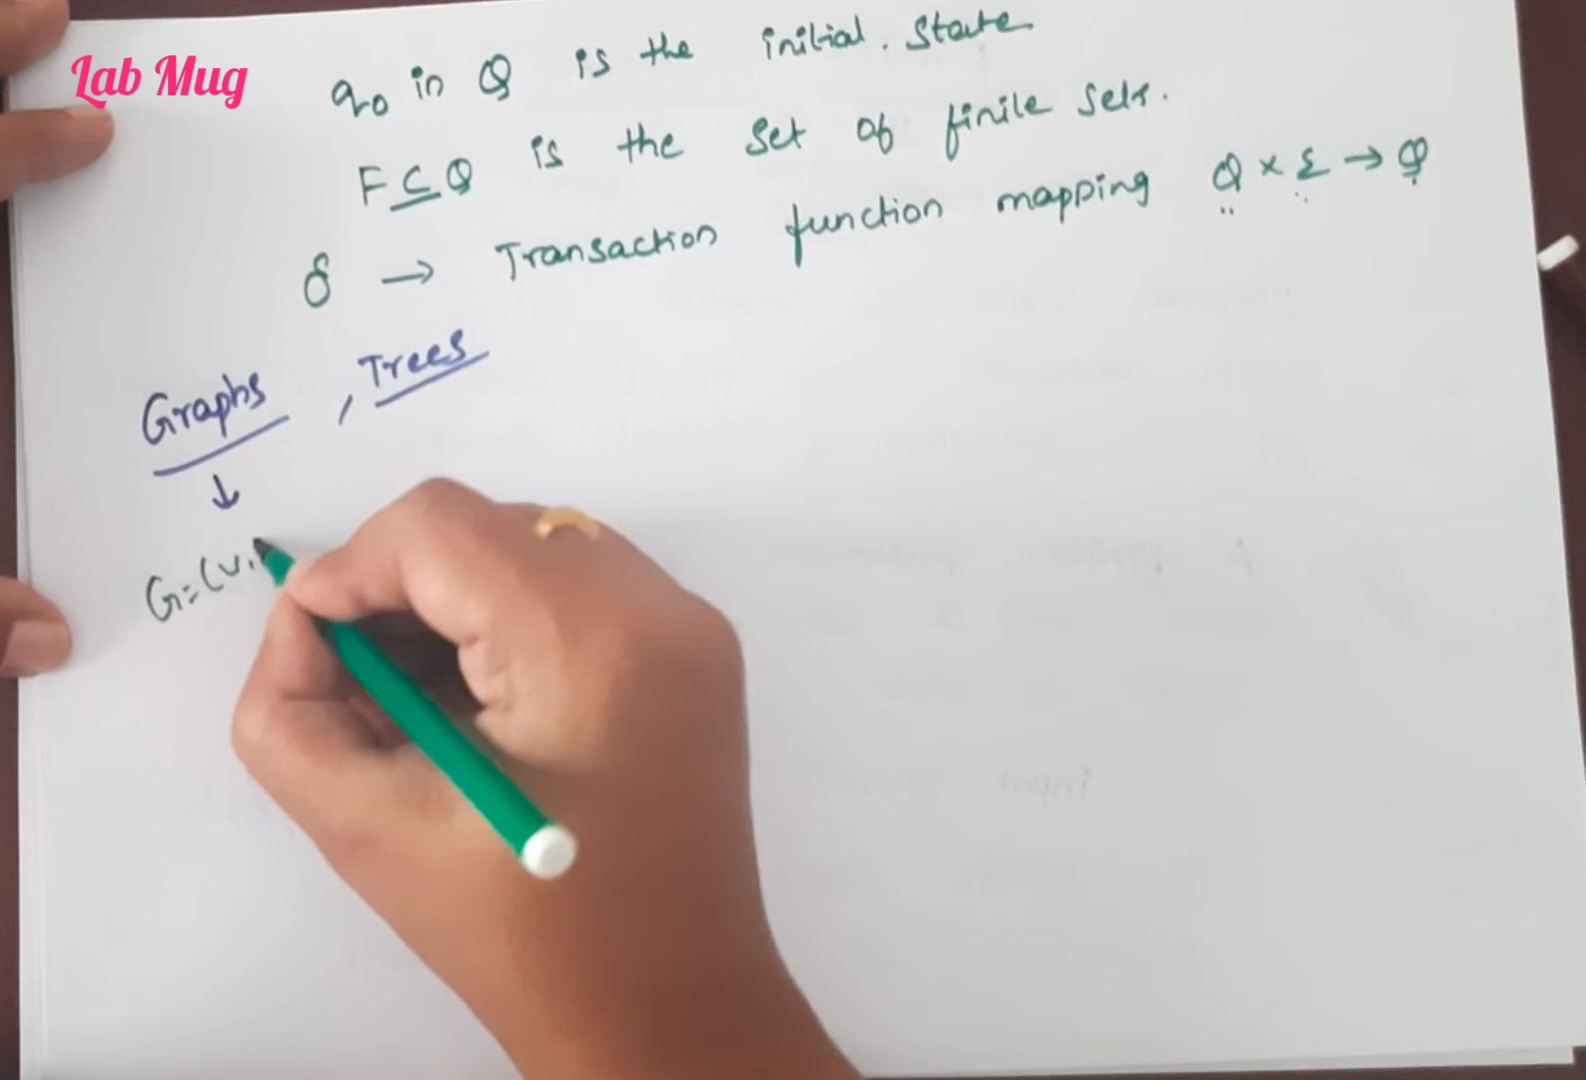 Lab Mug
q0 in Q is the initial. State
F ⊆ Q is the set of finite sets.
δ → Transaction function mapping Q × Σ → Q
Graphs, Trees
↓
G=(V,